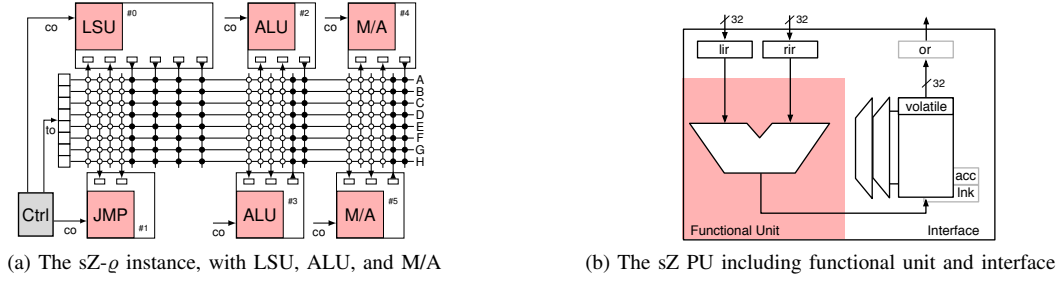 LSU #0
co
ALU #2
co
M/A #4
co
A
B
C
D
E
F
G
H
to
Ctrl
co
JMP #1
co
ALU #3
co
M/A #5
32
32
lir
rir
or
32
volatile
acc
lnk
Functional Unit
Interface
(a) The sZ-ϱ instance, with LSU, ALU, and M/A
(b) The sZ PU including functional unit and interface